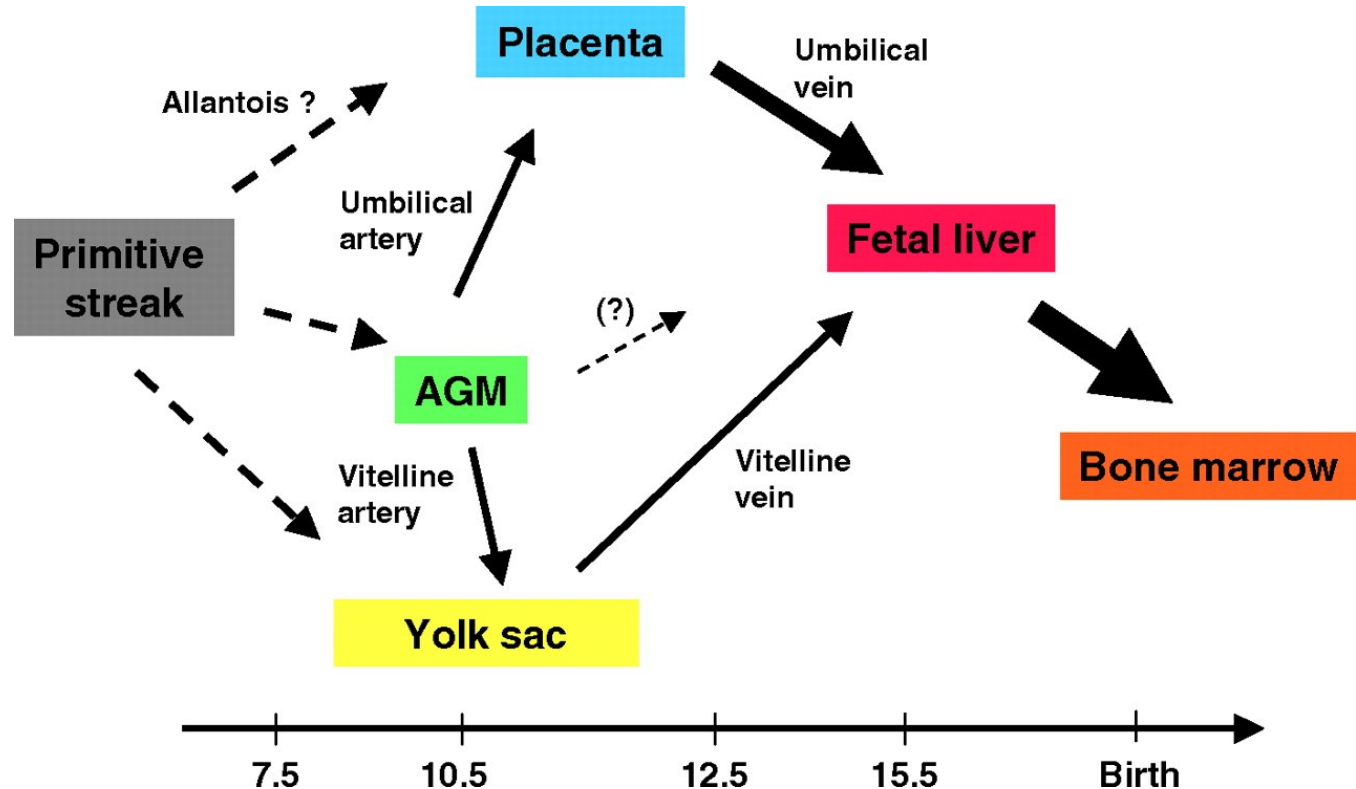 Placenta
Umbilical
vein
Allantois ?
Umbilical
artery
Primitive
streak
Fetal liver
(?)
AGM
Vitelline
artery
Vitelline
vein
Bone marrow
Yolk sac
7.5 10.5 12.5 15.5 Birth